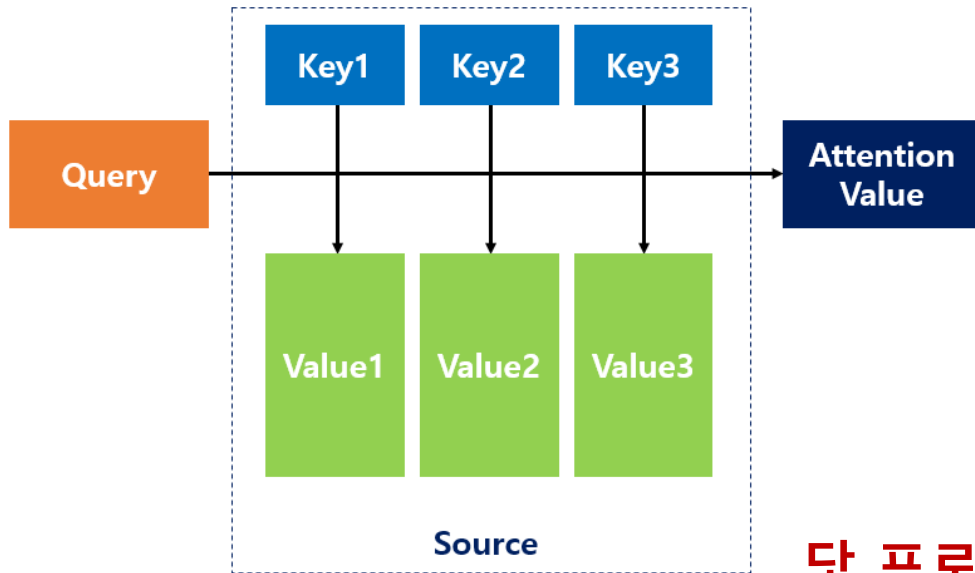 Key1 Key2 Key3
Query
Attention
Value
Value1 Value2 Value3
Source